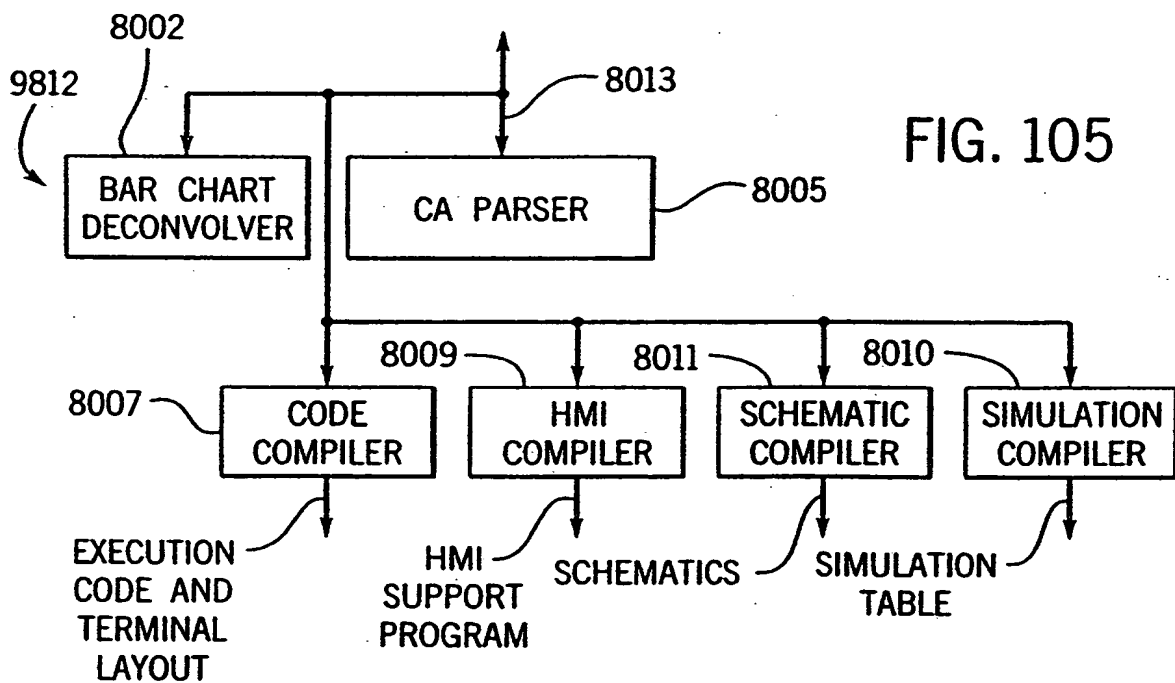 8002
9812
8013
FIG. 105
BAR CHART
DECONVOLVER
CA PARSER
8005
8009
8011
8010
8007
CODE
COMPILER
HMI
COMPILER
SCHEMATIC
COMPILER
SIMULATION
COMPILER
EXECUTION
CODE AND
TERMINAL
LAYOUT
HMI
SUPPORT
PROGRAM
SCHEMATICS
SIMULATION
TABLE